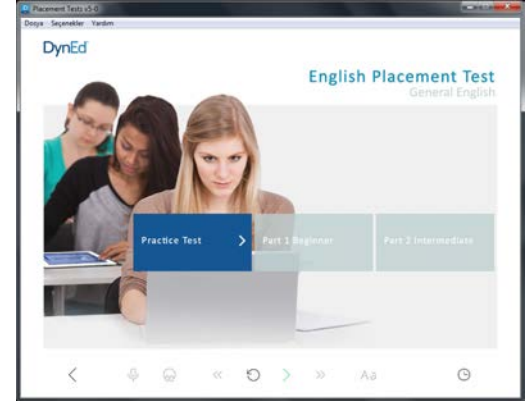 Placement Tests v5-0
Dosya Seçenekler Yardım
DynEd
English Placement Test
General English
Practice Test
Part 1 Beginner
Part 2 Intermediate
Aa